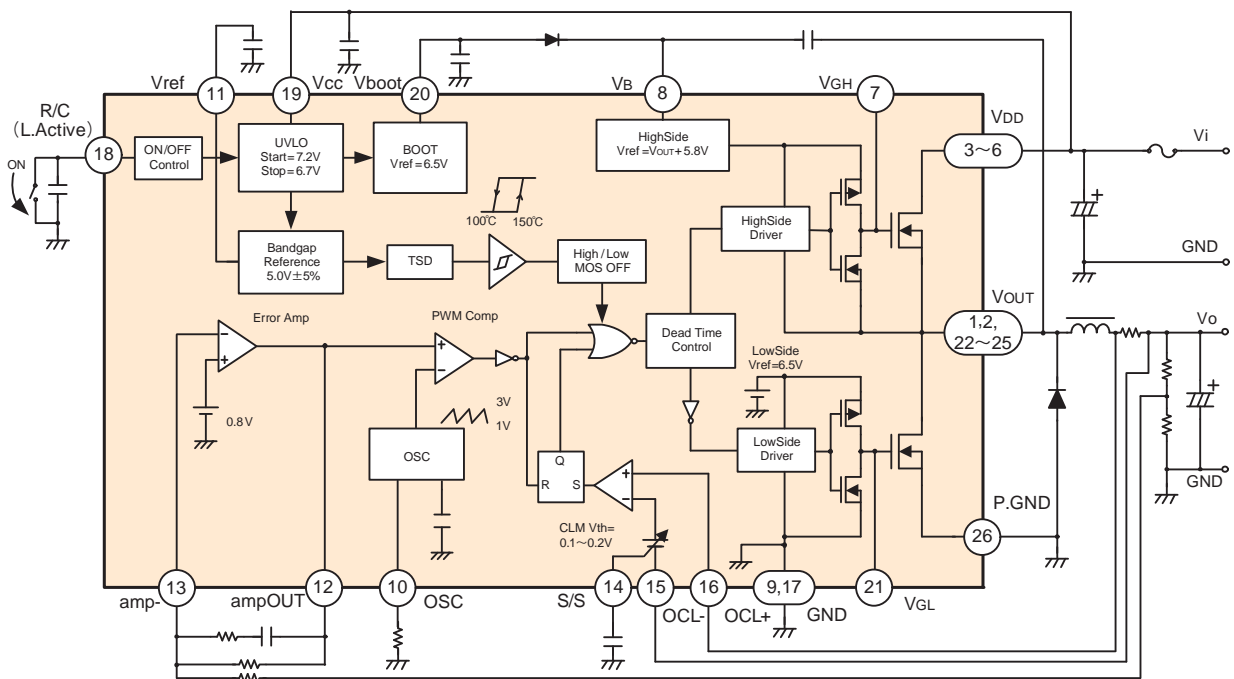 Vref
Vcc
Vboot
VB
VGH
VDD
11
19
20
8
7
R/C
(L.Active)
18
ON
ON/OFF
Control
UVLO
Start=7.2V
Stop=6.7V
BOOT
Vref=6.5V
HighSide
Vref=VOUT+5.8V
3~6
Vi
100℃
150℃
Bandgap
Reference
5.0V±5%
TSD
High/Low
MOS OFF
HighSide
Driver
GND
VOUT
1,2,
22~25
Vo
Error Amp
PWM Comp
Dead Time
Control
LowSide
Vref=6.5V
0.8V
3V
1V
OSC
Q
R
S
LowSide
Driver
CLM Vth=
0.1~0.2V
P.GND
26
GND
13
12
10
14
15
16
9,17
21
amp-
ampOUT
OSC
S/S
OCL-
OCL+
GND
VGL